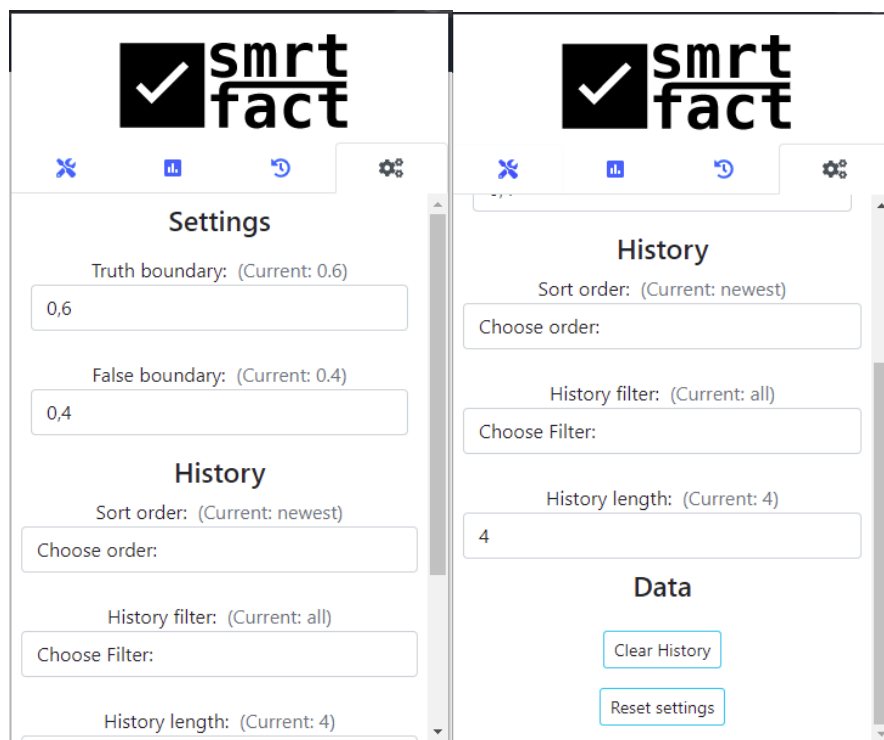 smrt
fact
Settings
Truth boundary: (Current: 0.6)
0,6
False boundary: (Current: 0.4)
0,4
History
Sort order: (Current: newest)
Choose order:
History filter: (Current: all)
Choose Filter:
History length: (Current: 4)
smrt
fact
History
Sort order: (Current: newest)
Choose order:
History filter: (Current: all)
Choose Filter:
History length: (Current: 4)
4
Data
Clear History
Reset settings